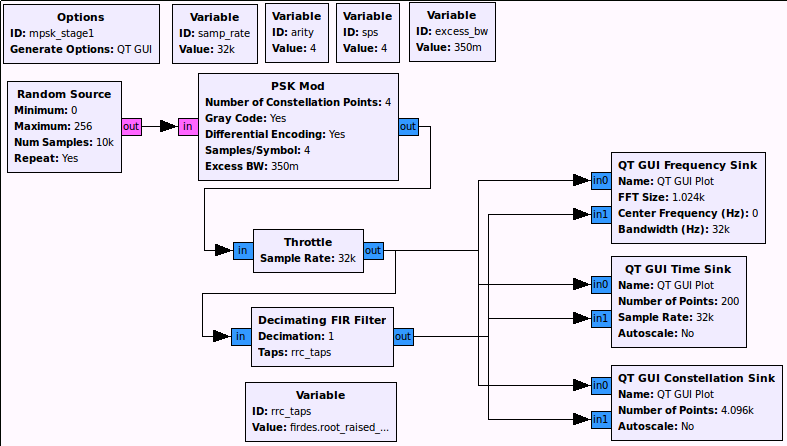 Options
ID: mpsk_stage1
Generate Options: QT GUI
Variable
ID: samp_rate
Value: 32k
Variable
ID: arity
Value: 4
Variable
ID: sps
Value: 4
Variable
ID: excess_bw
Value: 350m
Random Source
Minimum: 0
Maximum: 256
Num Samples: 10k
Repeat: Yes
out
in
PSK Mod
Number of Constellation Points: 4
Gray Code: Yes
Differential Encoding: Yes
Samples/Symbol: 4
Excess BW: 350m
out
in
Throttle
Sample Rate: 32k
out
in
Decimating FIR Filter
Decimation: 1
Taps: rrc_taps
out
Variable
ID: rrc_taps
Value: firdes.root_raised_...
in0
in1
QT GUI Frequency Sink
Name: QT GUI Plot
FFT Size: 1.024k
Center Frequency (Hz): 0
Bandwidth (Hz): 32k
in0
in1
QT GUI Time Sink
Name: QT GUI Plot
Number of Points: 200
Sample Rate: 32k
Autoscale: No
in0
in1
QT GUI Constellation Sink
Name: QT GUI Plot
Number of Points: 4.096k
Autoscale: No